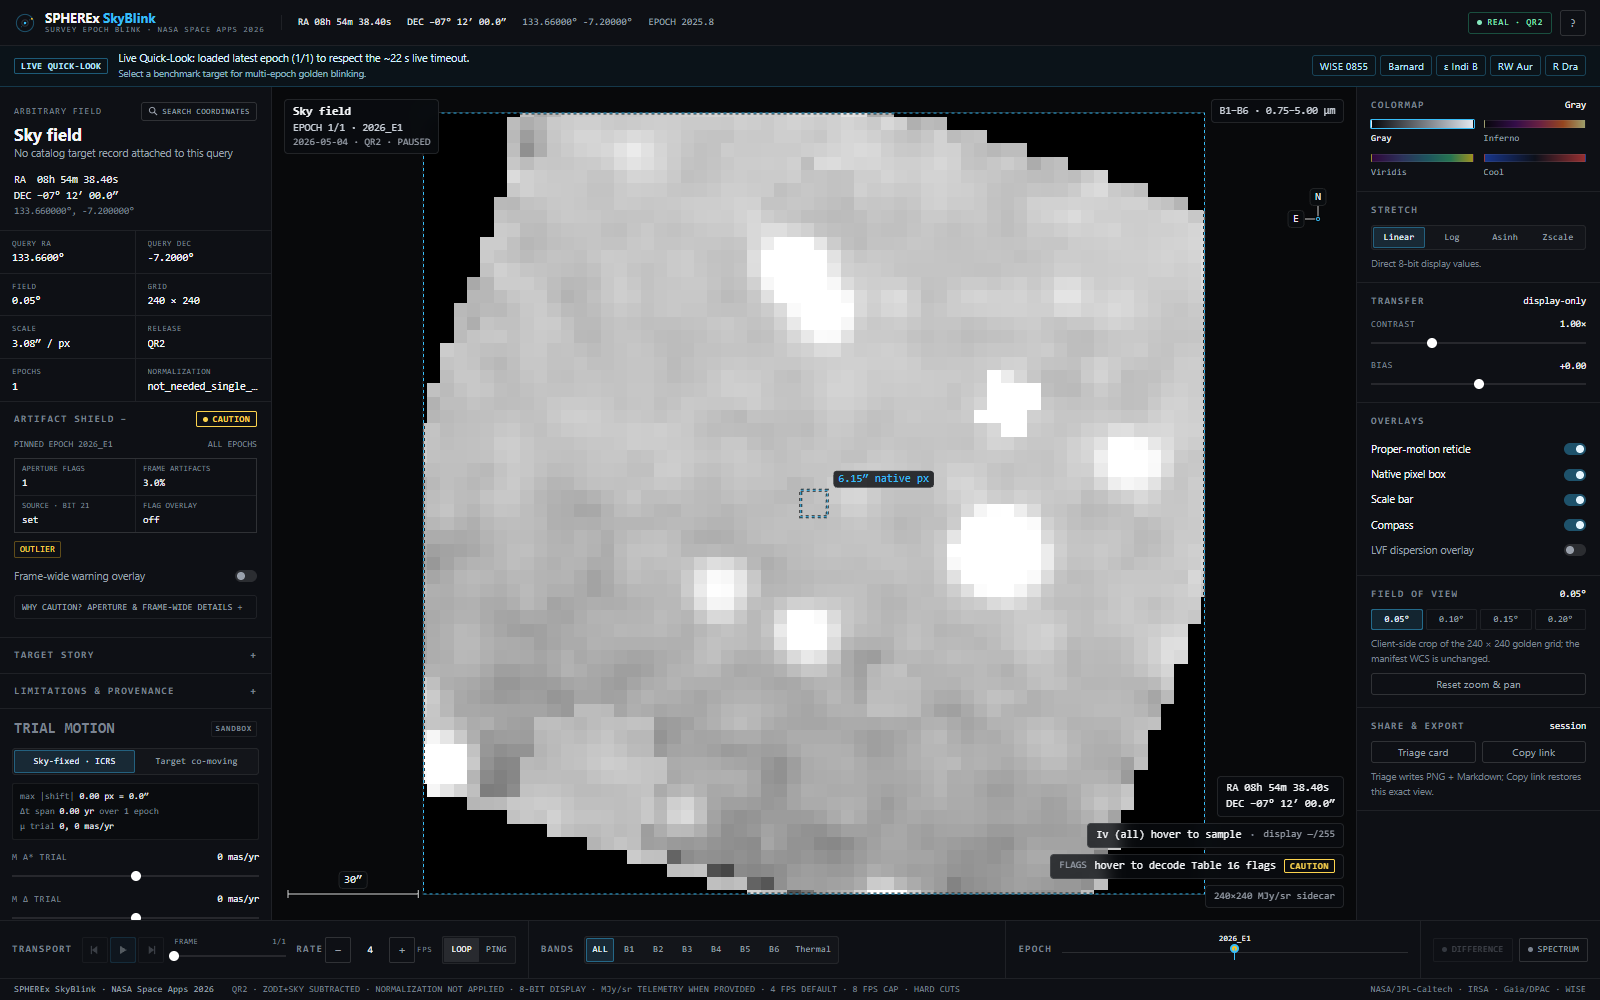 SPHEREx SkyBlink
SURVEY EPOCH BLINK · NASA SPACE APPS 2026
RA 08h 54m 38.40s DEC −07° 12′ 00.0″ 133.660000° -7.20000° EPOCH 2025.8
REAL · QR2 ?
LIVE QUICK-LOOK
Live Quick-Look: loaded latest epoch (1/1) to respect the ~22 s live timeout.
Select a benchmark target for multi-epoch golden blinking.
WISE 0855 Barnard ε Indi B RW Aur R Dra
ARBITRARY FIELD SEARCH COORDINATES
Sky field
No catalog target record attached to this query
RA 08h 54m 38.40s
DEC −07° 12′ 00.0″
133.660000°, -7.200000°
QUERY RA QUERY DEC
133.6600° -7.2000°
FIELD GRID
0.05° 240 × 240
SCALE RELEASE
3.08″ / px QR2
EPOCHS NORMALIZATION
1 not_needed_single_…
ARTIFACT SHIELD − CAUTION
PINNED EPOCH 2026_E1 ALL EPOCHS
APERTURE FLAGS FRAME ARTIFACTS
1 3.0%
SOURCE · BIT 21 FLAG OVERLAY
set off
OUTLIER
Frame-wide warning overlay
WHY CAUTION? APERTURE & FRAME-WIDE DETAILS +
TARGET STORY +
LIMITATIONS & PROVENANCE +
TRIAL MOTION SANDBOX
Sky-fixed · ICRS Target co-moving
max |shift| 0.00 px = 0.0″
Δt span 0.00 yr over 1 epoch
μ trial 0, 0 mas/yr
Μ Α* TRIAL 0 mas/yr
Μ Δ TRIAL 0 mas/yr
Sky field
EPOCH 1/1 · 2026_E1
2026-05-04 · QR2 · PAUSED
B1–B6 · 0.75–5.00 μm
N
E
6.15″ native px
30″
RA 08h 54m 38.40s
DEC −07° 12′ 00.0″
Iν (all) hover to sample · display —/255
FLAGS hover to decode Table 16 flags CAUTION
240×240 MJy/sr sidecar
COLORMAP Gray
Gray Inferno
Viridis Cool
STRETCH
Linear Log Asinh Zscale
Direct 8-bit display values.
TRANSFER display-only
CONTRAST 1.00×
BIAS +0.00
OVERLAYS
Proper-motion reticle
Native pixel box
Scale bar
Compass
LVF dispersion overlay
FIELD OF VIEW 0.05°
0.05° 0.10° 0.15° 0.20°
Client-side crop of the 240 × 240 golden grid; the
manifest WCS is unchanged.
Reset zoom & pan
SHARE & EXPORT session
Triage card Copy link
Triage writes PNG + Markdown; Copy link restores
this exact view.
TRANSPORT FRAME 1/1 RATE − 4 + FPS LOOP PING
BANDS ALL B1 B2 B3 B4 B5 B6 Thermal
EPOCH 2026_E1
DIFFERENCE SPECTRUM
SPHEREx SkyBlink · NASA Space Apps 2026 QR2 · ZODI+SKY SUBTRACTED · NORMALIZATION NOT APPLIED · 8-BIT DISPLAY · MJy/sr TELEMETRY WHEN PROVIDED · 4 FPS DEFAULT · 8 FPS CAP · HARD CUTS NASA/JPL-Caltech · IRSA · Gaia/DPAC · WISE